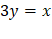 3y = x